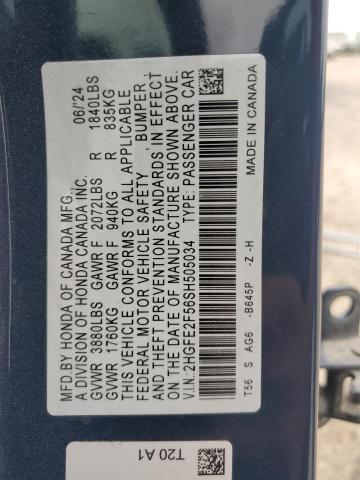 MFD.BY HONDA OF CANADA MFG., 06/24
A DIVISION OF HONDA CANADA INC.
GVWR 3880LBS GAWR F 2072LBS R 1840LBS
GVWR 1760KG GAWR F 940KG R 835KG
THIS VEHICLE CONFORMS TO ALL APPLICABLE
FEDERAL MOTOR VEHICLE SAFETY, BUMPER,
AND THEFT PREVENTION STANDARDS IN EFFECT
ON THE DATE OF MANUFACTURE SHOWN ABOVE.
V.I.N.:2HGFE2F56SH505034 TYPE: PASSENGER CAR
T56 S AG6 -B645P -Z -H
MADE IN CANADA
T20 A1